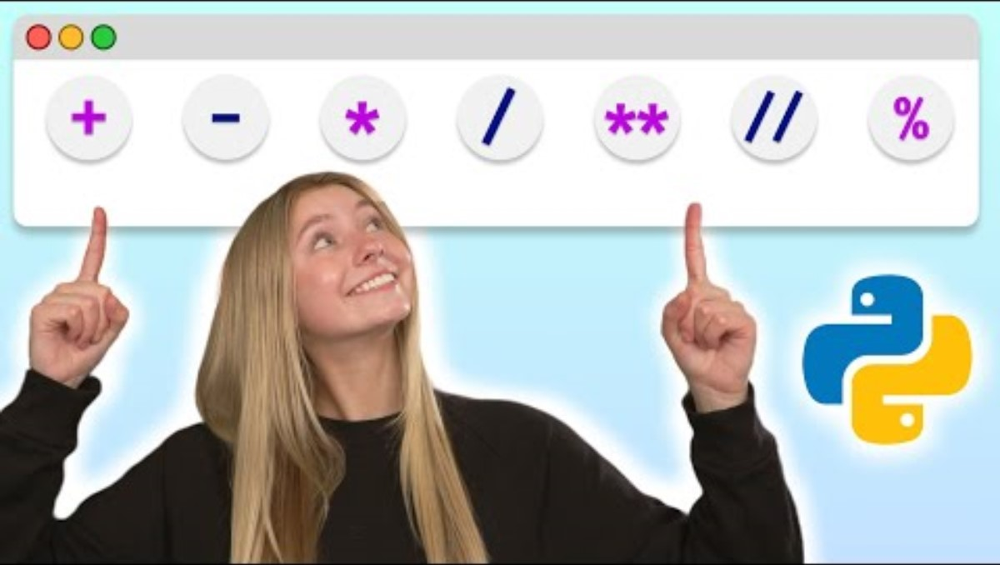 + - * / ** // %